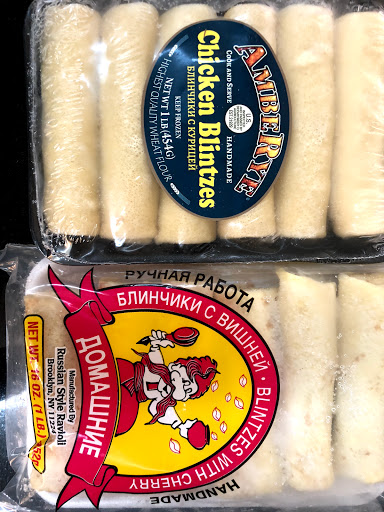 AMBERYE
COOK AND SERVE
HANDMADE
Chicken Blintzes
БЛИНЧИКИ С КУРИЦЕЙ
KEEP FROZEN
NET WT 1 LB (454G)
HIGHEST QUALITY WHEAT FLOUR
РУЧНАЯ РАБОТА
БЛИНЧИКИ С ВИШНЕЙ • BLINTZES WITH CHERRY
HANDMADE
ДОМАШНИЕ
Manufactured By
Russian Style Ravioli
Brooklyn, NY
NET WT. 16 OZ. (1 LB.)